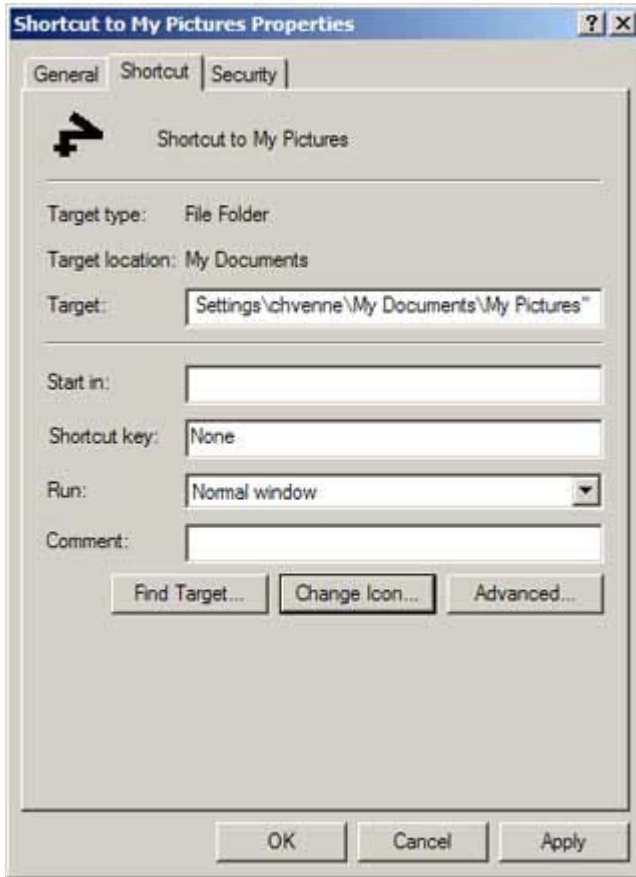 Shortcut to My Pictures Properties
General Shortcut Security
Shortcut to My Pictures
Target type: File Folder
Target location: My Documents
Target: Settings\chvenne\My Documents\My Pictures"
Start in:
Shortcut key: None
Run: Normal window
Comment:
Find Target... Change Icon... Advanced...
OK Cancel Apply